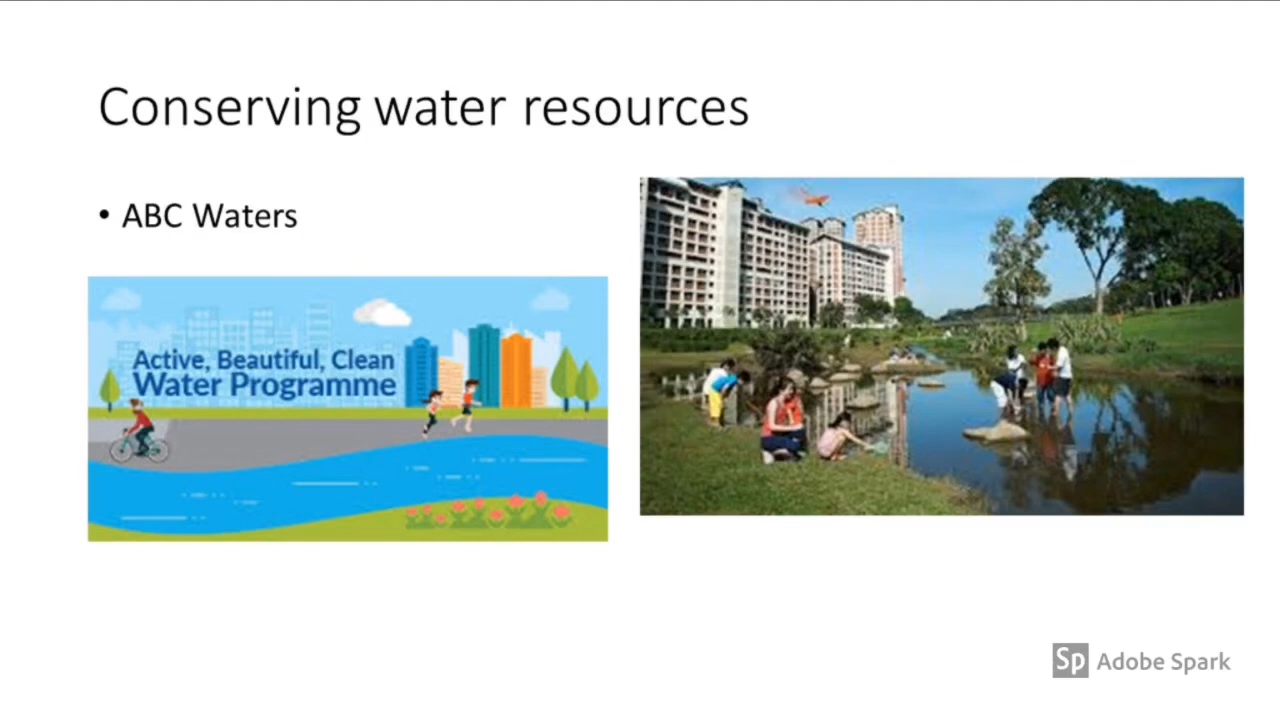 Conserving water resources
• ABC Waters
Active, Beautiful, Clean
Water Programme
Sp Adobe Spark